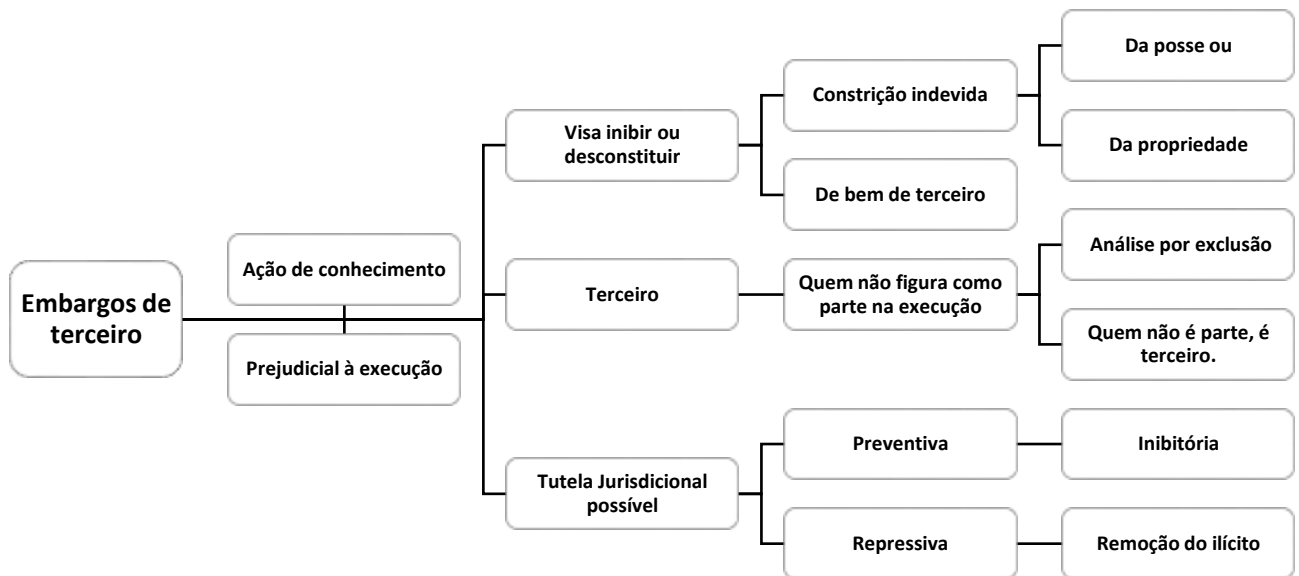 Embargos de
terceiro
Ação de conhecimento
Prejudicial à execução
Visa inibir ou
desconstituir
Constrição indevida
Da posse ou
Da propriedade
De bem de terceiro
Terceiro
Quem não figura como
parte na execução
Análise por exclusão
Quem não é parte, é
terceiro.
Tutela Jurisdicional
possível
Preventiva
Inibitória
Repressiva
Remoção do ilícito